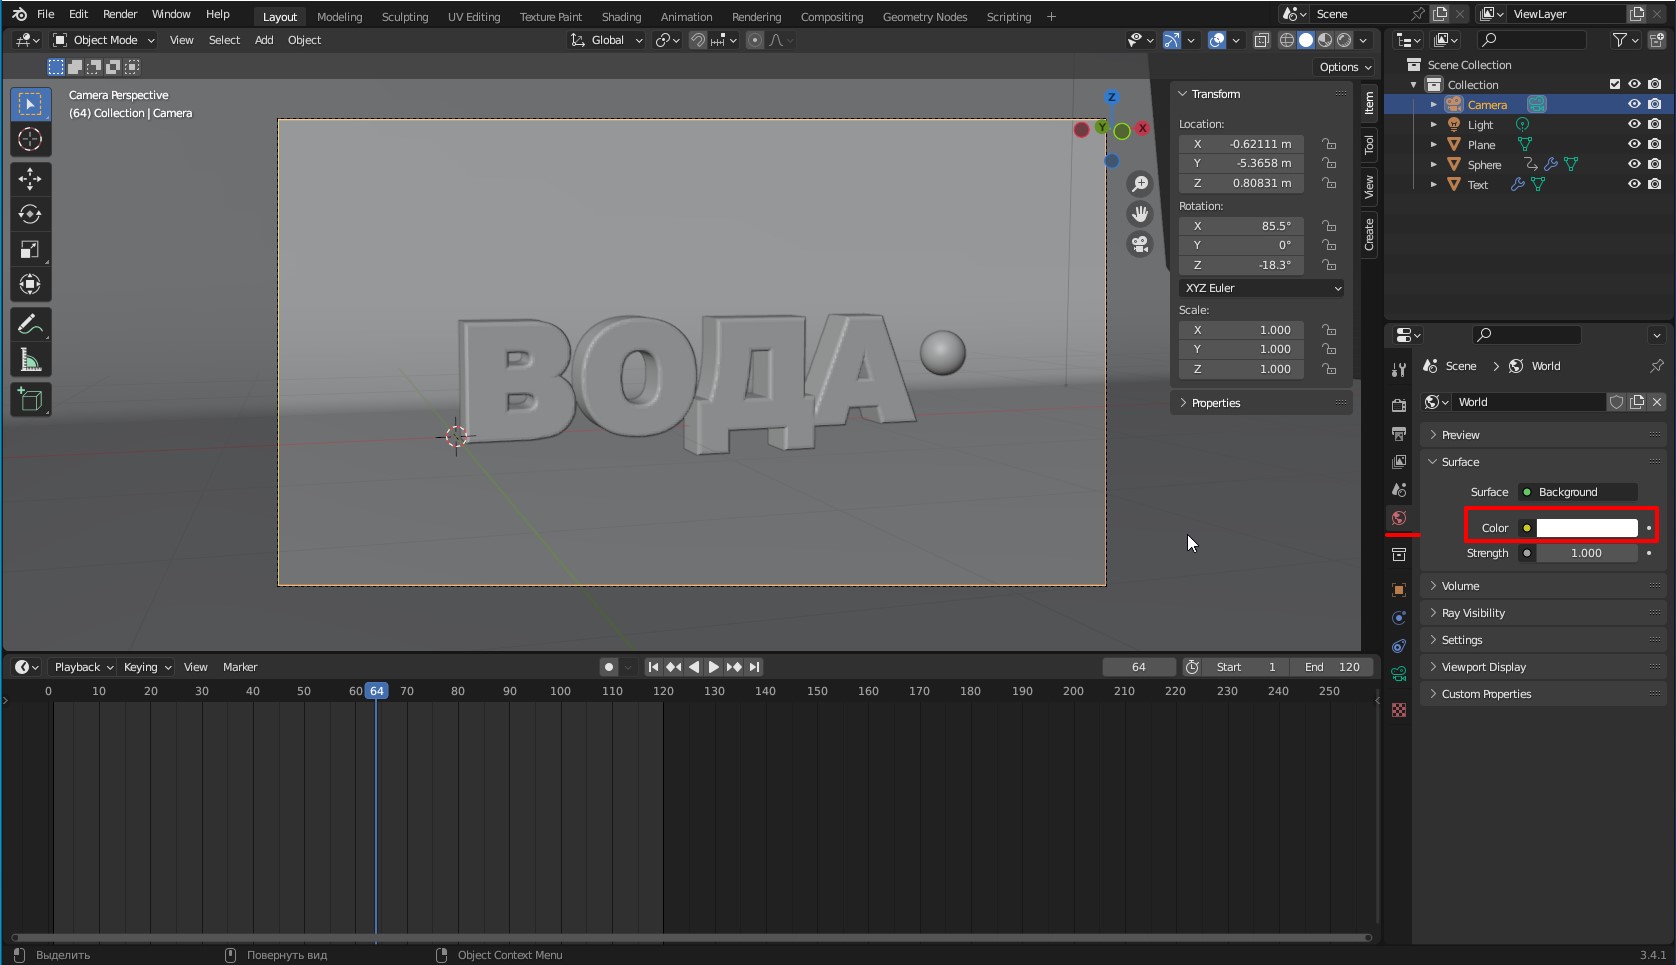 File Edit Render Window Help Layout Modeling Sculpting UV Editing Texture Paint Shading Animation Rendering Compositing Geometry Nodes Scripting + Scene ViewLayer
Object Mode View Select Add Object Global
Options
Camera Perspective
(64) Collection | Camera
Z
Y
X
ВОДА
Transform
Location:
X -0.62111 m
Y -5.3658 m
Z 0.80831 m
Rotation:
X 85.5°
Y 0°
Z -18.3°
XYZ Euler
Scale:
X 1.000
Y 1.000
Z 1.000
Properties
Item
Tool
View
Create
Scene Collection
Collection
Camera
Light
Plane
Sphere
Text
Scene > World
World
Preview
Surface
Surface Background
Color
Strength 1.000
Volume
Ray Visibility
Settings
Viewport Display
Custom Properties
Playback Keying View Marker 64 Start 1 End 120
0 10 20 30 40 50 60 64 70 80 90 100 110 120 130 140 150 160 170 180 190 200 210 220 230 240 250
Выделить Повернуть вид Object Context Menu 3.4.1